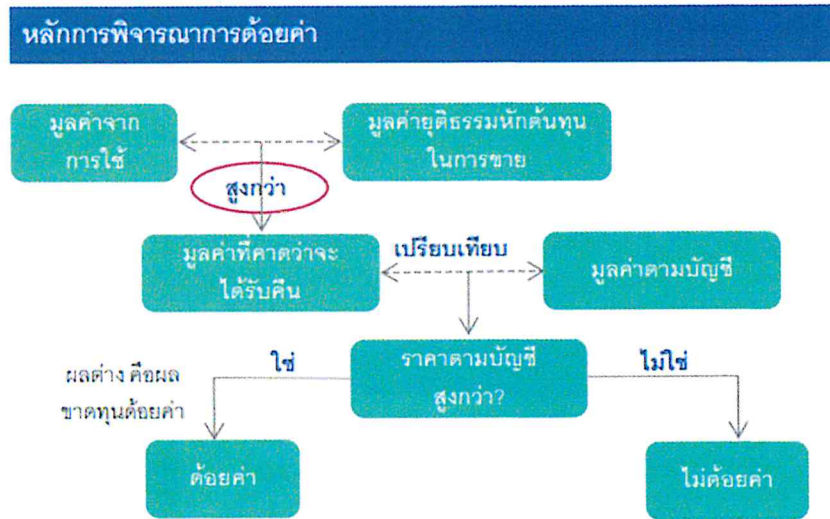 หลักการพิจารณาการด้อยค่า
มูลค่าจาก
การใช้
มูลค่ายุติธรรมหักต้นทุน
ในการขาย
สูงกว่า
มูลค่าที่คาดว่าจะ
ได้รับคืน
เปรียบเทียบ
มูลค่าตามบัญชี
ราคาตามบัญชี
สูงกว่า?
ใช่
ไม่ใช่
ผลต่าง คือผล
ขาดทุนด้อยค่า
ด้อยค่า
ไม่ด้อยค่า